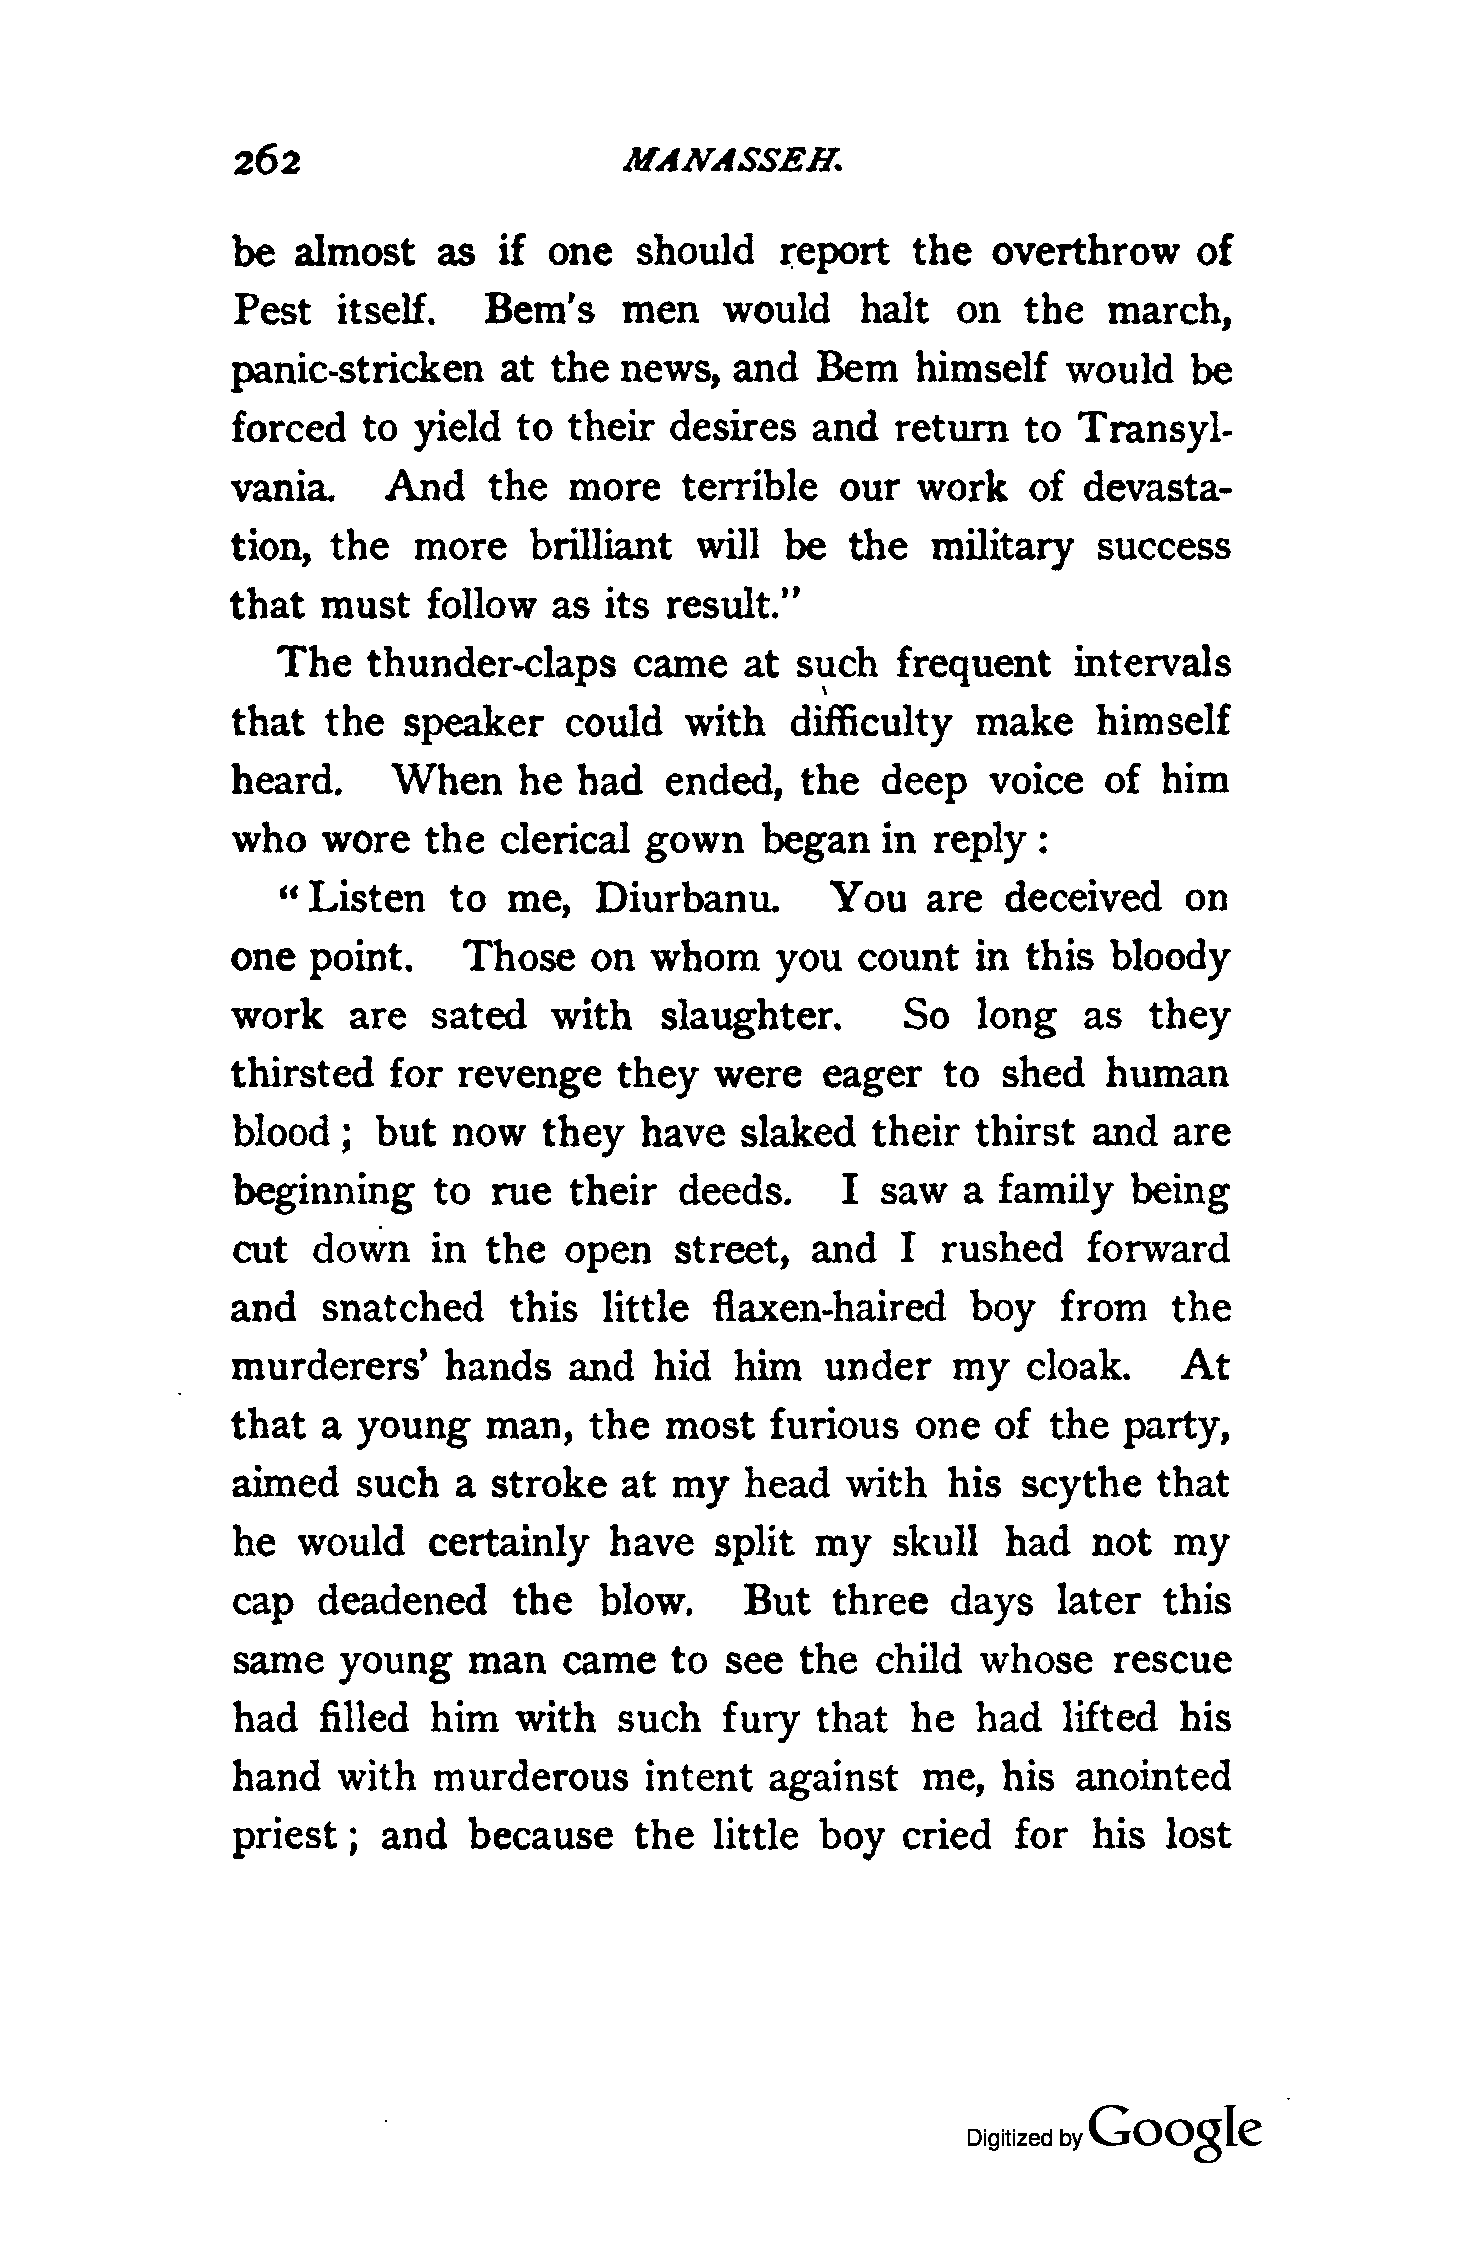 262 MANASSEH.
be almost as if one should report the overthrow of
Pest itself. Bem's men would halt on the march,
panic-stricken at the news, and Bem himself would be
forced to yield to their desires and return to Transyl-
vania. And the more terrible our work of devasta-
tion, the more brilliant will be the military success
that must follow as its result."
The thunder-claps came at such frequent intervals
that the speaker could with difficulty make himself
heard. When he had ended, the deep voice of him
who wore the clerical gown began in reply :
" Listen to me, Diurbanu. You are deceived on
one point. Those on whom you count in this bloody
work are sated with slaughter. So long as they
thirsted for revenge they were eager to shed human
blood ; but now they have slaked their thirst and are
beginning to rue their deeds. I saw a family being
cut down in the open street, and I rushed forward
and snatched this little flaxen-haired boy from the
murderers' hands and hid him under my cloak. At
that a young man, the most furious one of the party,
aimed such a stroke at my head with his scythe that
he would certainly have split my skull had not my
cap deadened the blow. But three days later this
same young man came to see the child whose rescue
had filled him with such fury that he had lifted his
hand with murderous intent against me, his anointed
priest ; and because the little boy cried for his lost
Digitized by Google